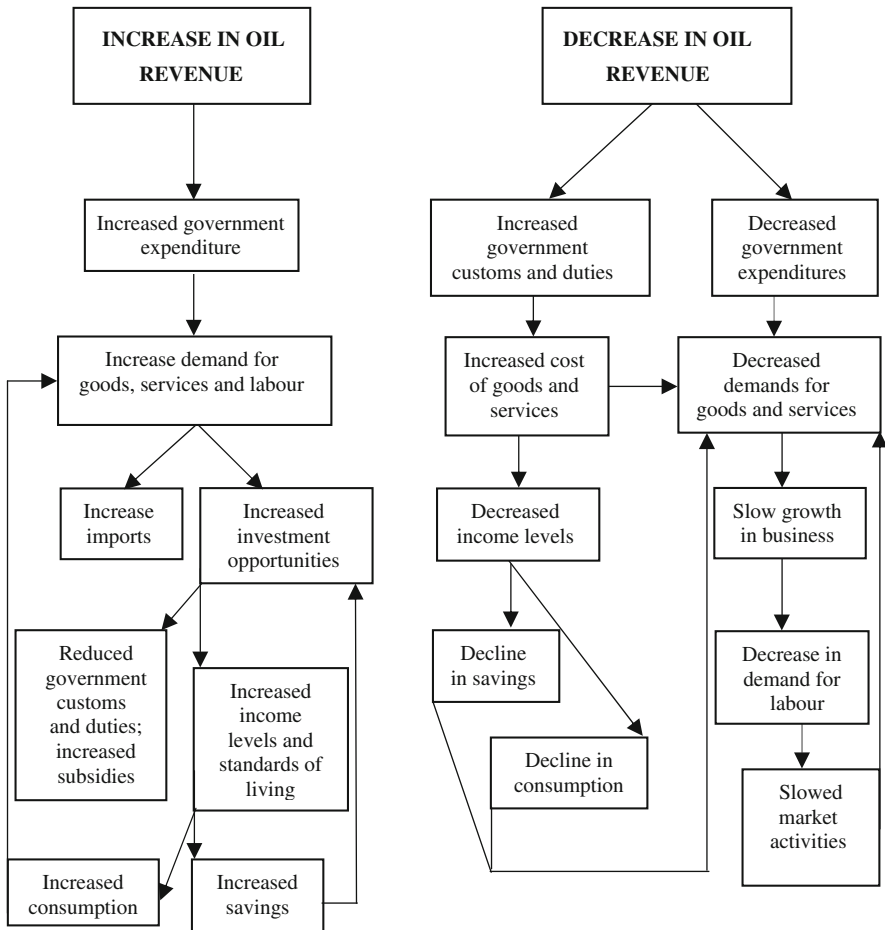 INCREASE IN OIL
REVENUE
Increased government
expenditure
Increase demand for
goods, services and labour
Increase
imports
Increased
investment
opportunities
Reduced
government
customs
and duties;
increased
subsidies
Increased
income
levels and
standards of
living
Increased
consumption
Increased
savings
DECREASE IN OIL
REVENUE
Increased
government
customs and duties
Decreased
government
expenditures
Increased cost
of goods and
services
Decreased
demands for
goods and services
Decreased
income levels
Slow growth
in business
Decline
in savings
Decrease in
demand for
labour
Decline in
consumption
Slowed
market
activities